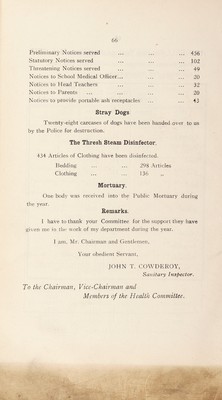 66
Preliminary Notices served ... ... ... 456
Statutory Notices served ... ... ... 102
Threatening Notices served ... ... ... 49
Notices to School Medical Officer... ... ... 20
Notices to Head Teachers ... ... ... 32
Notices to Parents ... ... ... ... 20
Notices to provide portable ash receptacles ... ... 41
Stray Dogs
Twenty-eight carcases of dogs have been handed over to us
by the Police for destruction.
The Thresh Steam Disinfector.
434 Articles of Clothing have been disinfected.
Bedding ... ... 298 Articles
Clothing ... ... 136 ,,
Mortuary.
One body was received into the Public Mortuary during
the year.
Remarks.
I have to thank your Committee for the support they have
given me in the work of my department during the year.
I am, Mr. Chairman and Gentlemen,
Your obedient Servant,
JOHN T. COWDEROY,
Sanitary Inspector.
To the Chairman, Vice-Chairman and
Members of the Health Committee.